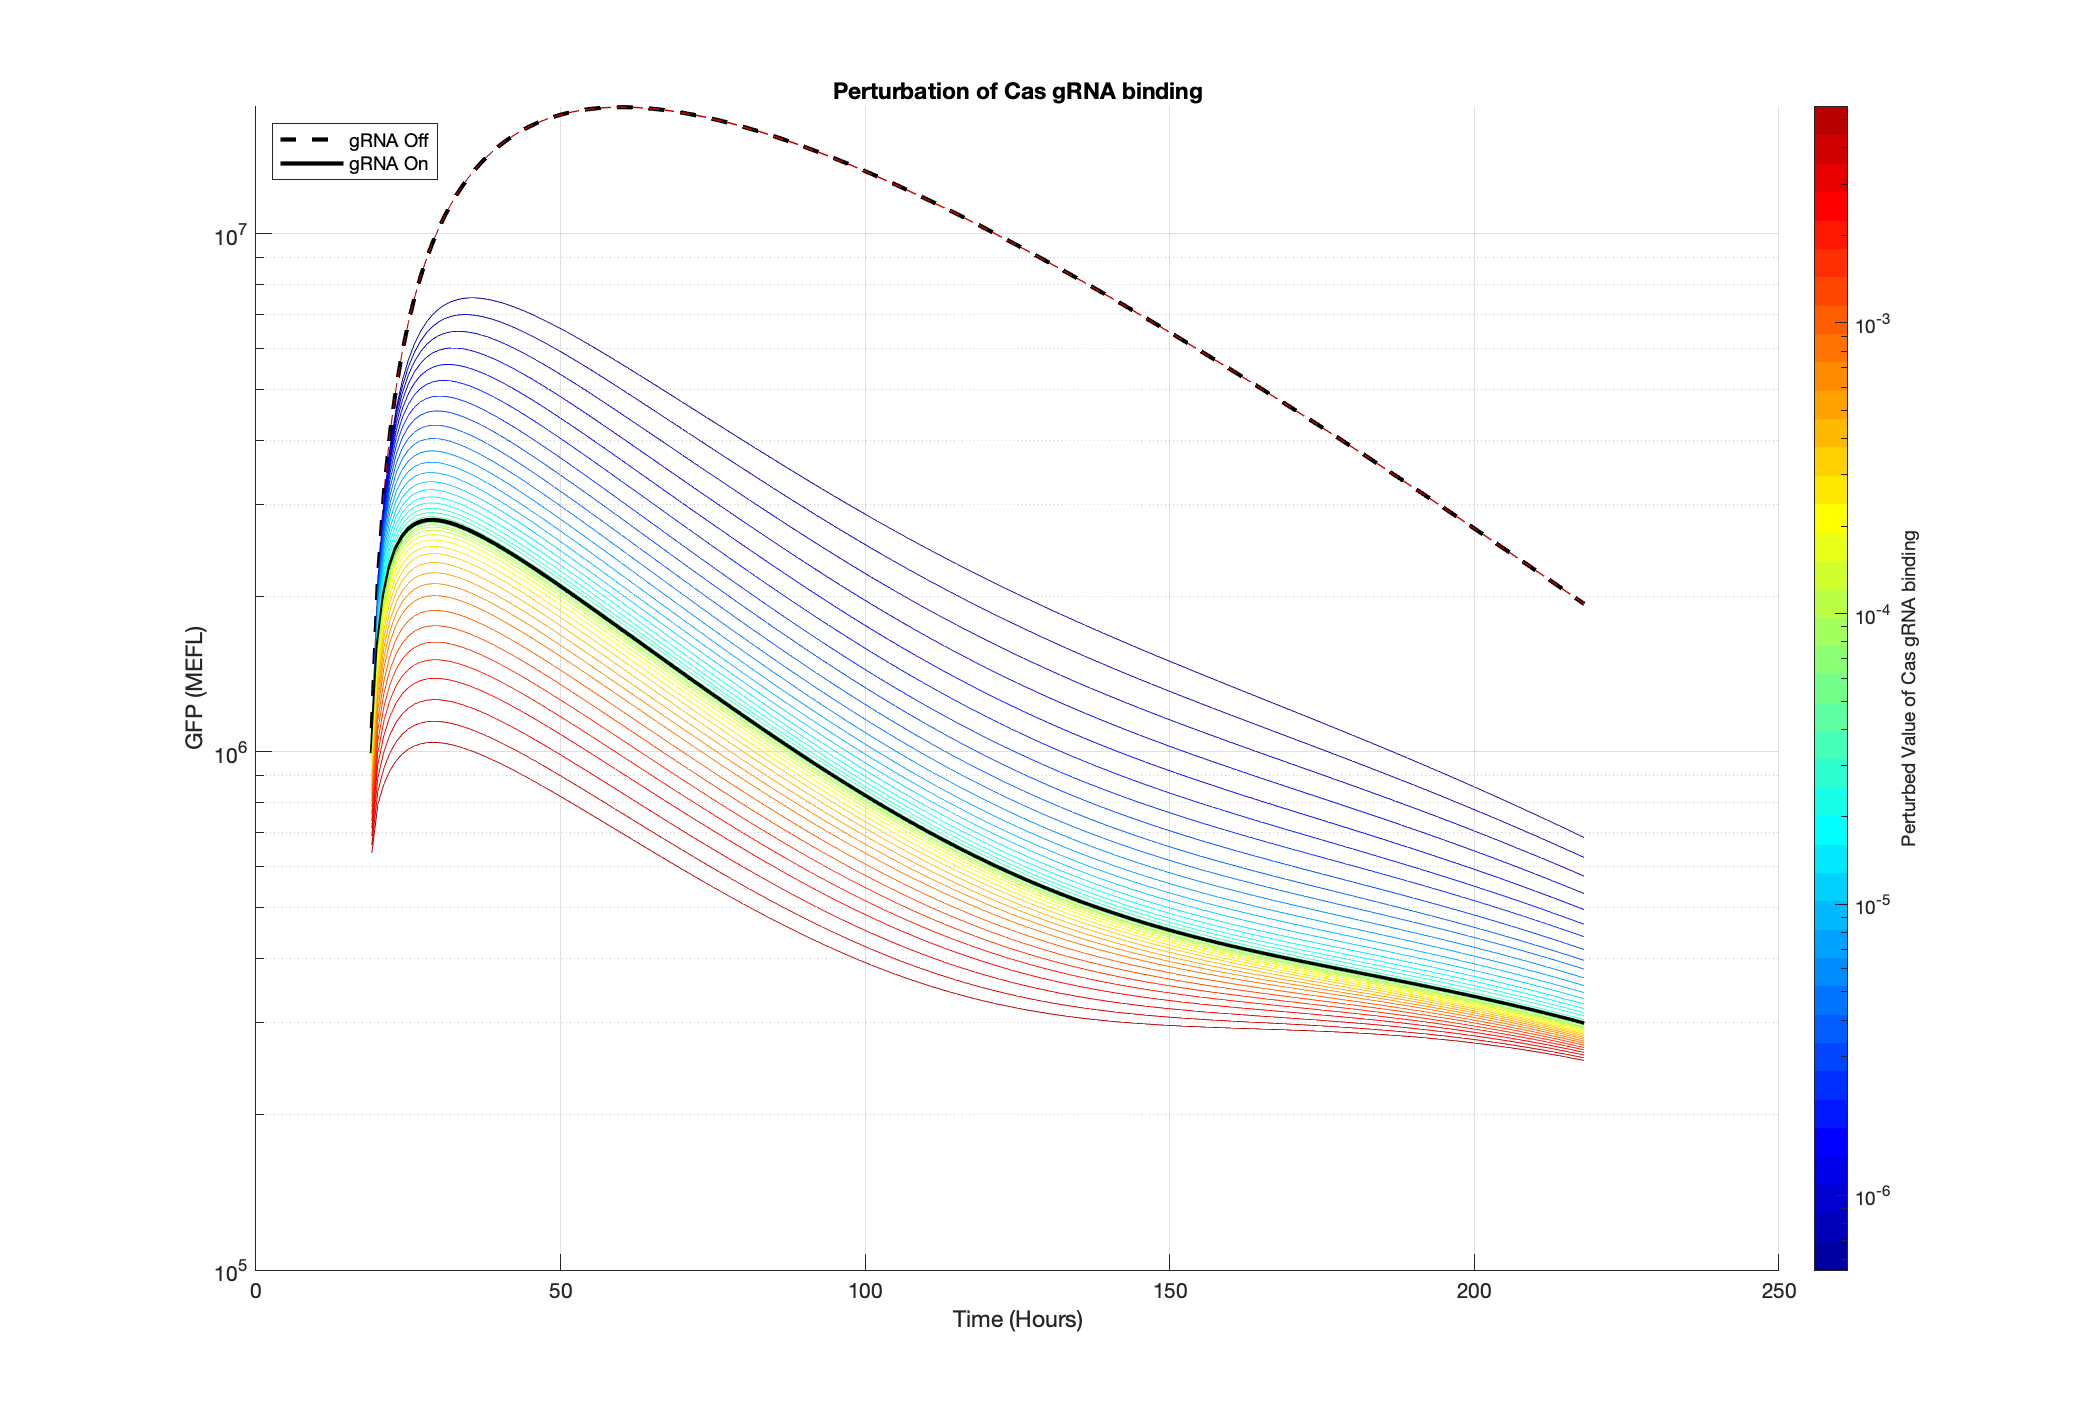 Perturbation of Cas gRNA binding
gRNA Off
gRNA On
10^7
10^6
10^5
GFP (MEFL)
0 50 100 150 200 250
Time (Hours)
10^-3
10^-4
10^-5
10^-6
Perturbed Value of Cas gRNA binding